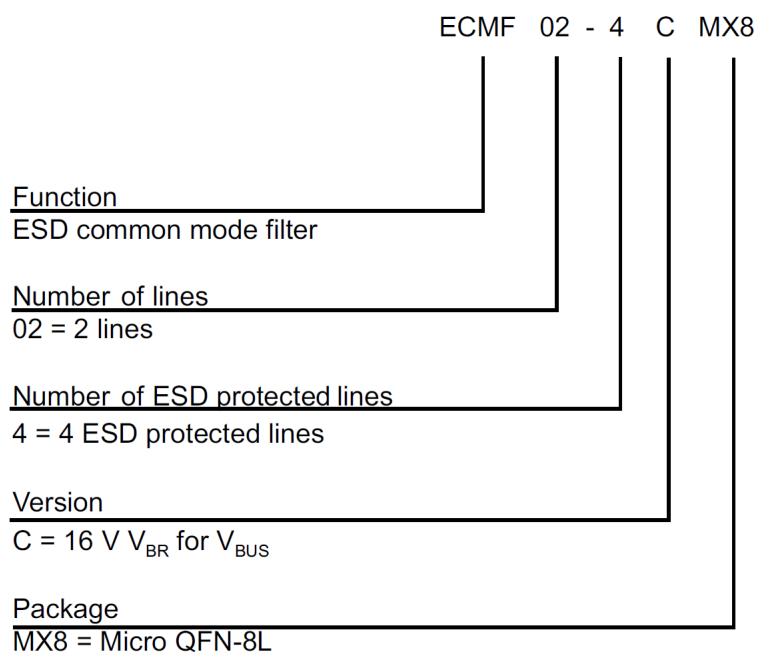 ECMF 02 - 4 C MX8
Function
ESD common mode filter
Number of lines
02 = 2 lines
Number of ESD protected lines
4 = 4 ESD protected lines
Version
C = 16 V VBR for VBUS
Package
MX8 = Micro QFN-8L